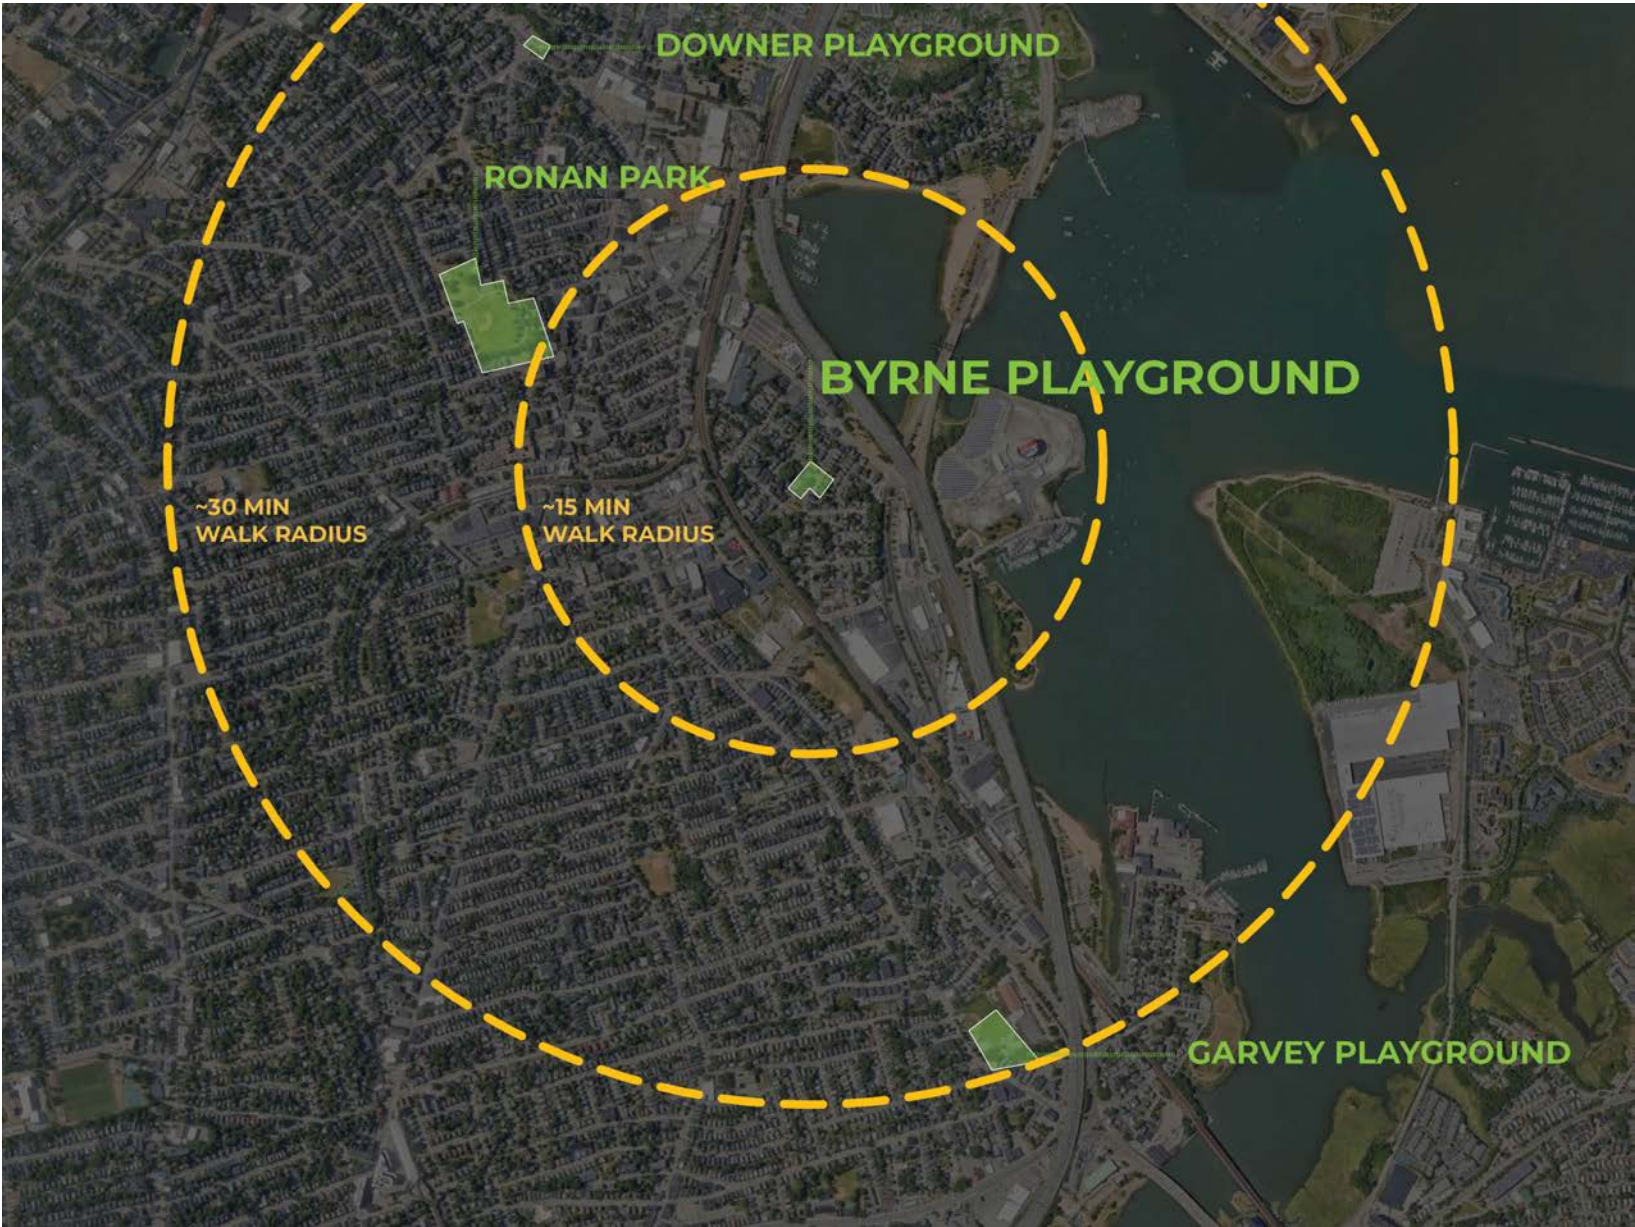 DOWNER PLAYGROUND
RONAN PARK
BYRNE PLAYGROUND
~30 MIN
WALK RADIUS
~15 MIN
WALK RADIUS
GARVEY PLAYGROUND